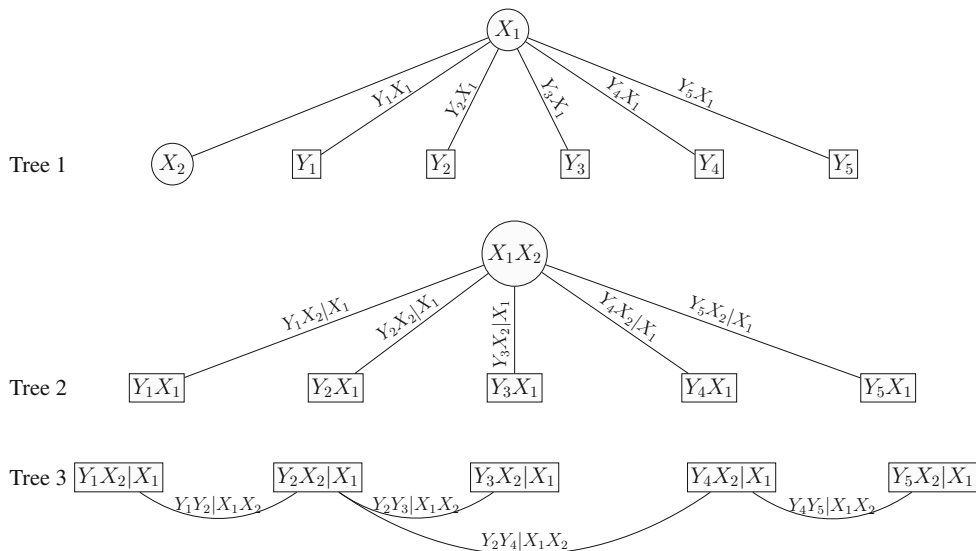 X₁
Y₁X₁ Y₂X₁ Y₃X₁ Y₄X₁ Y₅X₁
Tree 1 X₂ Y₁ Y₂ Y₃ Y₄ Y₅
X₁X₂
Y₁X₂|X₁ Y₂X₂|X₁ Y₃X₂|X₁ Y₄X₂|X₁ Y₅X₂|X₁
Tree 2 Y₁X₁ Y₂X₁ Y₃X₁ Y₄X₁ Y₅X₁
Tree 3 Y₁X₂|X₁ Y₂X₂|X₁ Y₃X₂|X₁ Y₄X₂|X₁ Y₅X₂|X₁
Y₁Y₂|X₁X₂ Y₂Y₃|X₁X₂ Y₄Y₅|X₁X₂
Y₂Y₄|X₁X₂